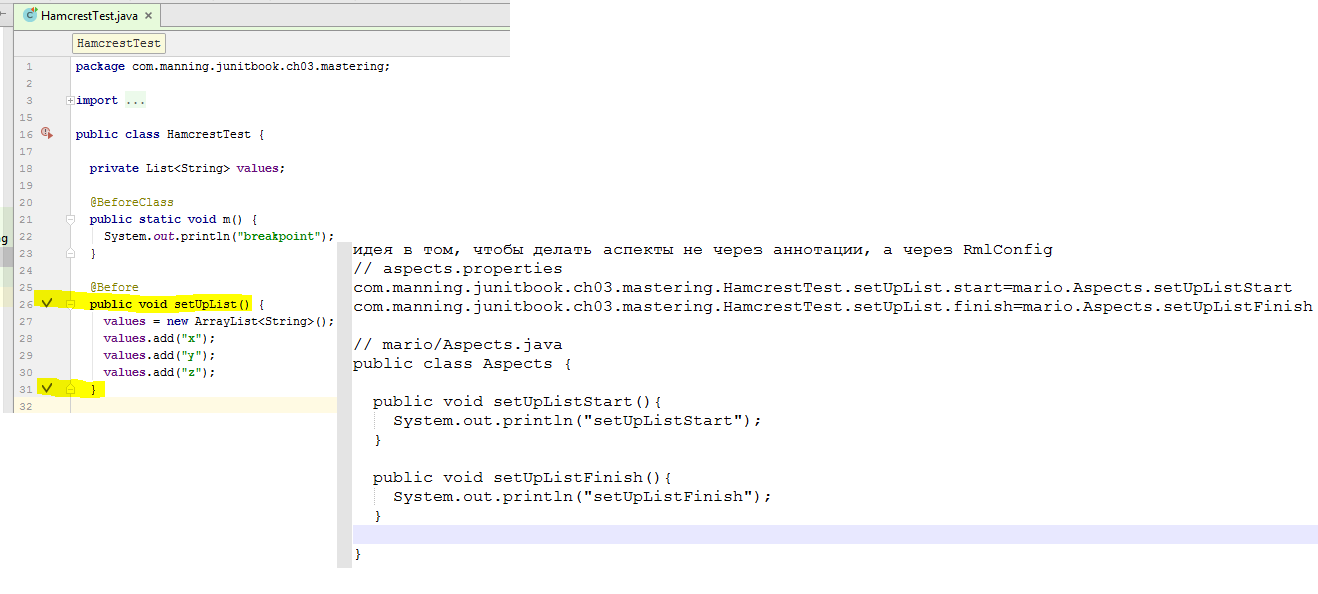 HamcrestTest.java ×
HamcrestTest
1 package com.manning.junitbook.ch03.mastering;
2
3 import ...
15
16 public class HamcrestTest {
17
18 private List<String> values;
19
20 @BeforeClass
21 public static void m() {
22 System.out.println("breakpoint");
23 }
24
25 @Before
26 public void setUpList() {
27 values = new ArrayList<String>();
28 values.add("x");
29 values.add("y");
30 values.add("z");
31 }
32
идея в том, чтобы делать аспекты не через аннотации, а через RmlConfig
// aspects.properties
com.manning.junitbook.ch03.mastering.HamcrestTest.setUpList.start=mario.Aspects.setUpListStart
com.manning.junitbook.ch03.mastering.HamcrestTest.setUpList.finish=mario.Aspects.setUpListFinish
// mario/Aspects.java
public class Aspects {
public void setUpListStart(){
System.out.println("setUpListStart");
}
public void setUpListFinish(){
System.out.println("setUpListFinish");
}
}